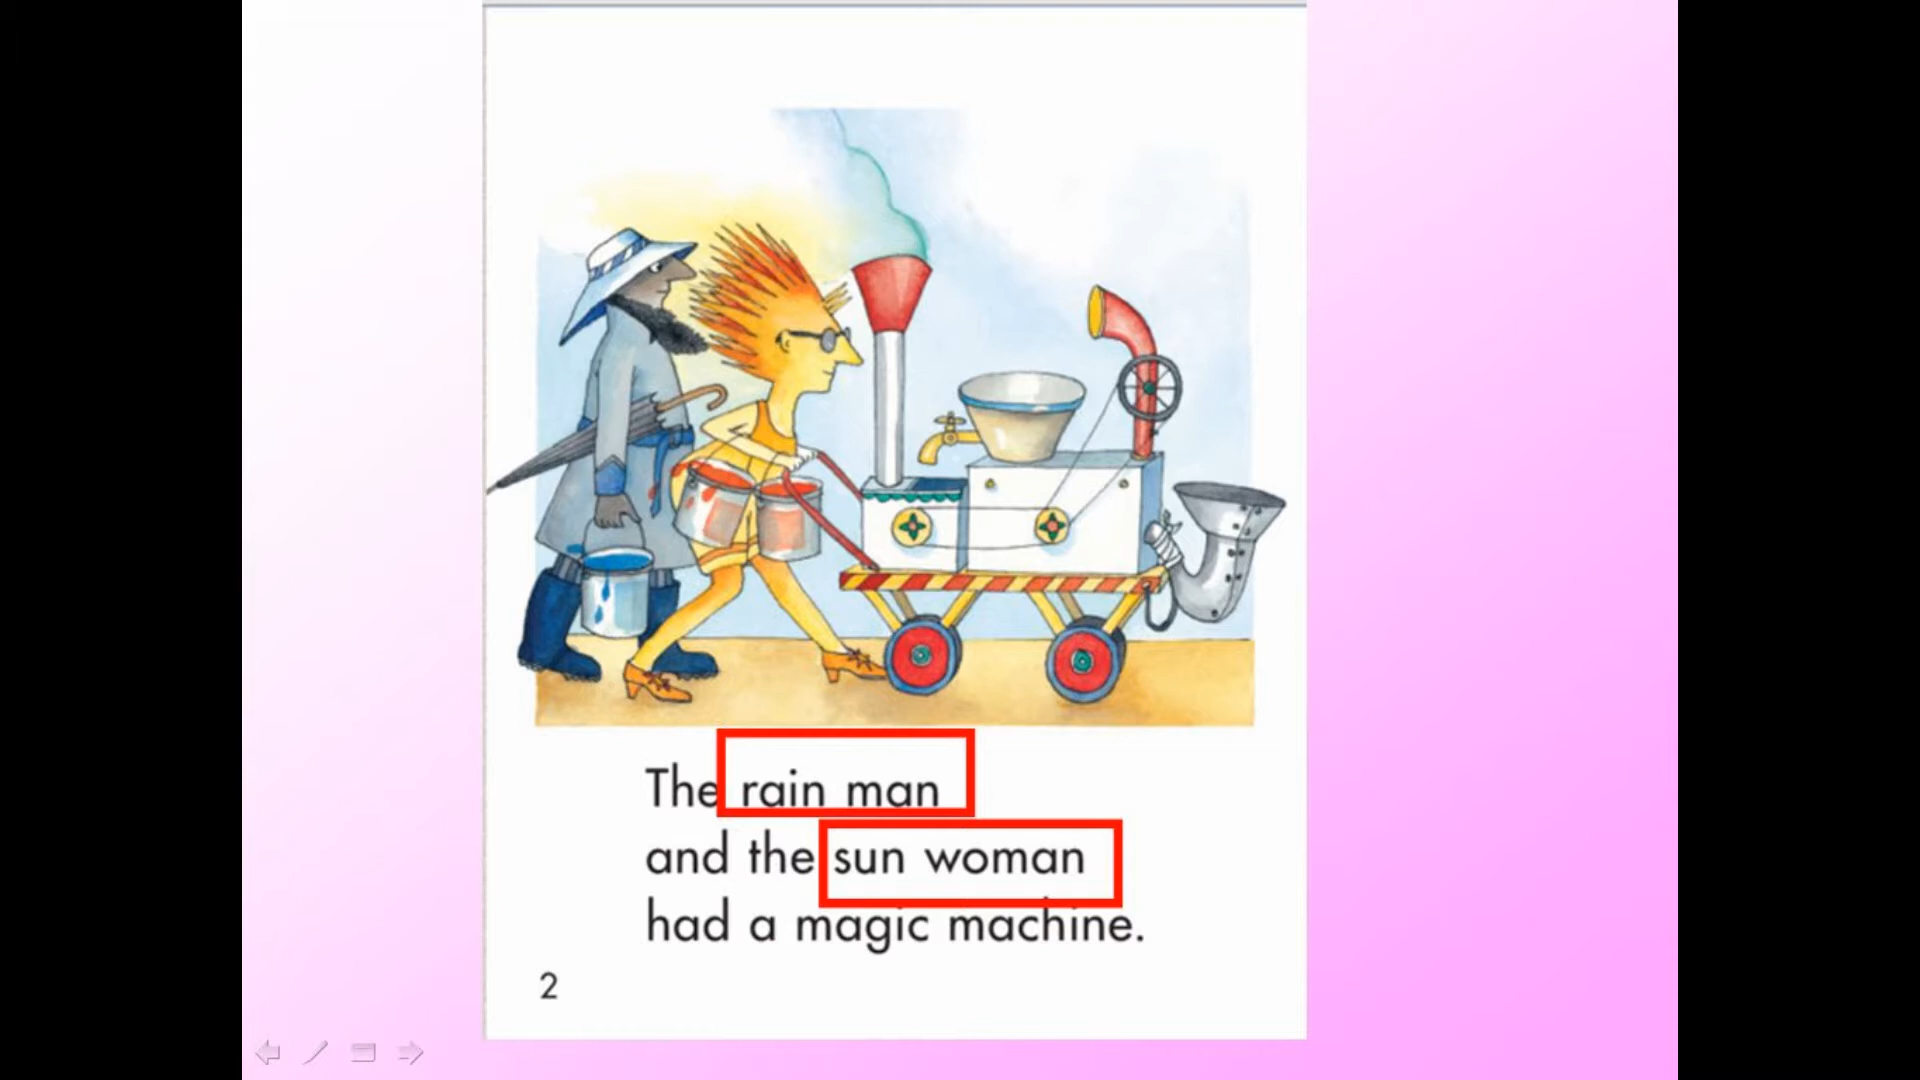 The rain man
and the sun woman
had a magic machine.
2